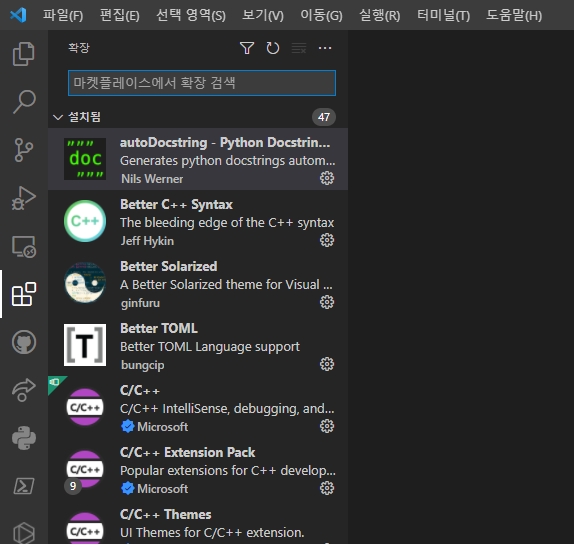 파일(F) 편집(E) 선택 영역(S) 보기(V) 이동(G) 실행(R) 터미널(T) 도움말(H)
확장
마켓플레이스에서 확장 검색
설치됨 47
autoDocstring - Python Docstrin...
Generates python docstrings autom...
Nils Werner
"""
doc
"""
Better C++ Syntax
The bleeding edge of the C++ syntax
Jeff Hykin
C++
Better Solarized
A Better Solarized theme for Visual ...
ginfuru
Better TOML
Better TOML Language support
bungcip
[T]
C/C++
C/C++ IntelliSense, debugging, and...
Microsoft
C/C++
C/C++ Extension Pack
Popular extensions for C++ develop...
Microsoft
C/C++
9
C/C++ Themes
UI Themes for C/C++ extension.
C/C++